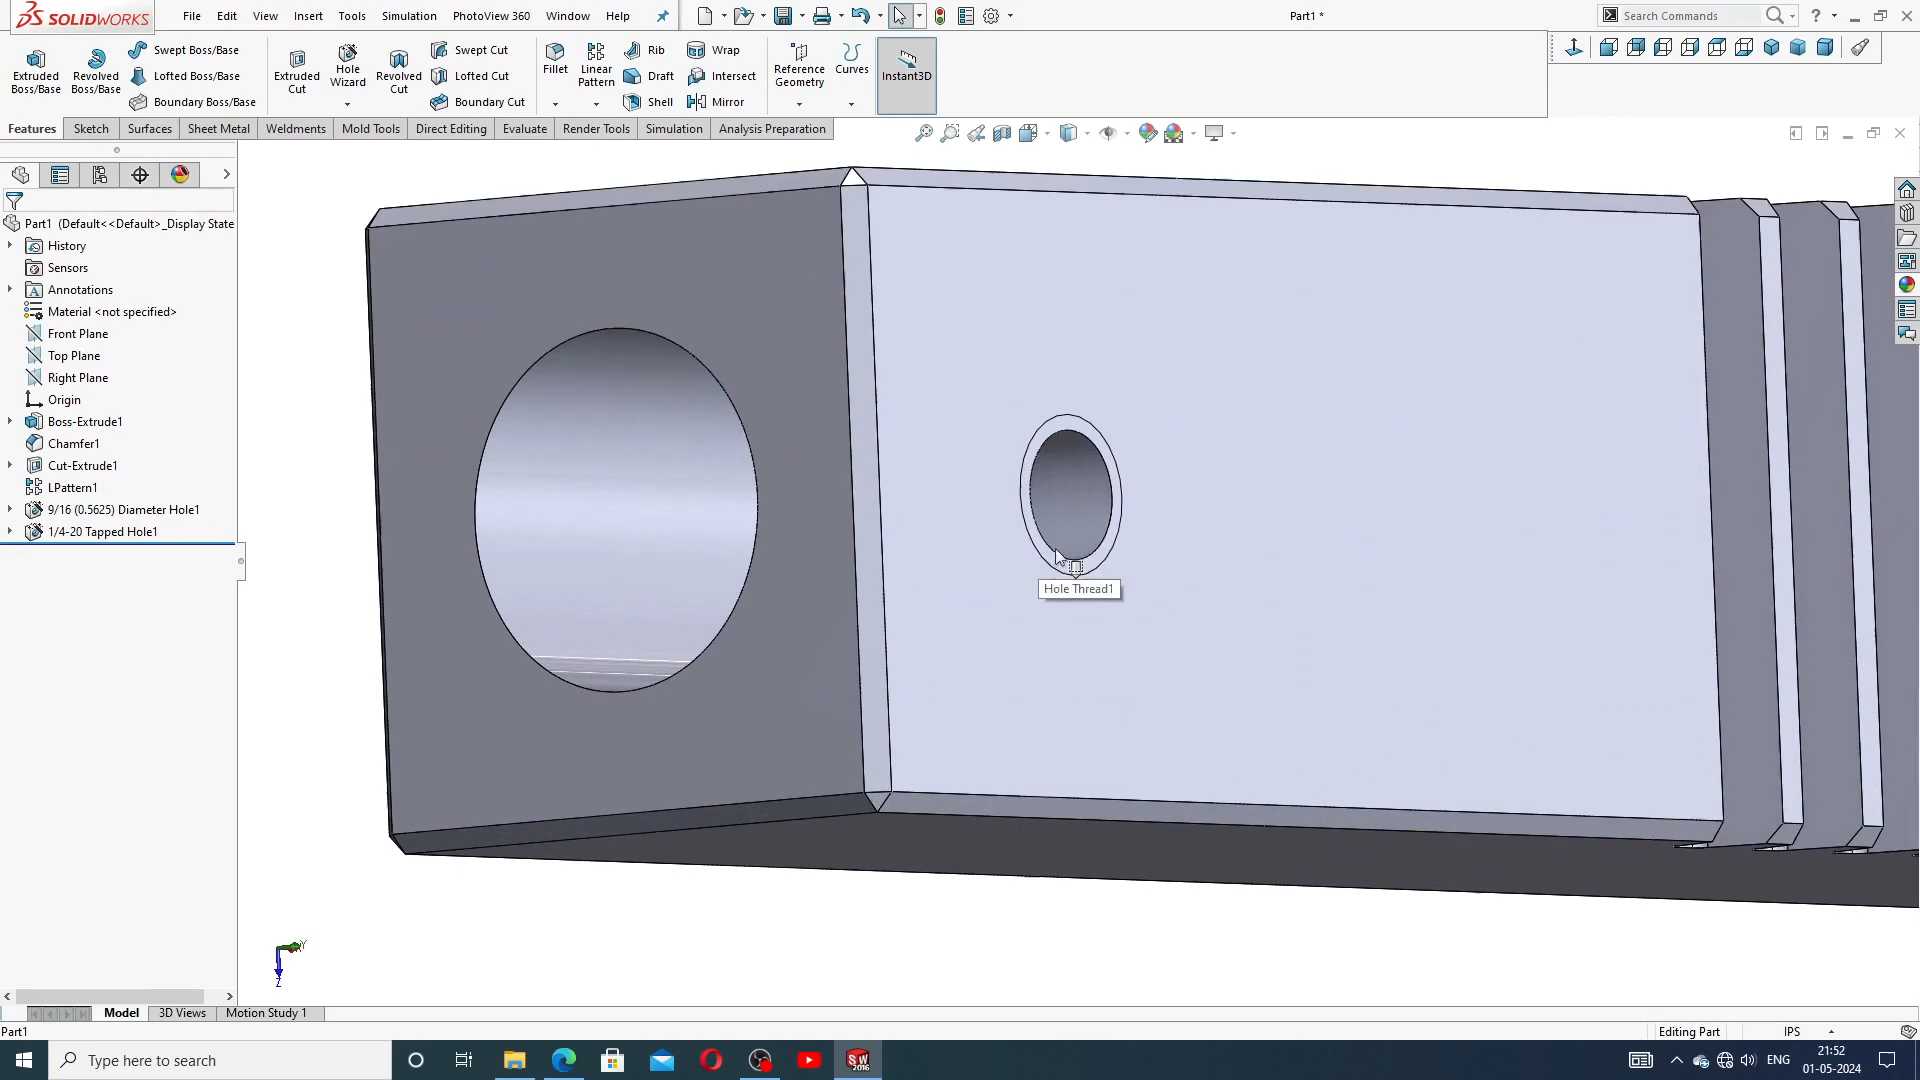 SOLIDWORKS
File Edit View Insert Tools Simulation PhotoView 360 Window Help
Part1 *
Search Commands
?
Extruded Boss/Base
Revolved Boss/Base
Swept Boss/Base
Lofted Boss/Base
Boundary Boss/Base
Extruded Cut
Hole Wizard
Revolved Cut
Swept Cut
Lofted Cut
Boundary Cut
Fillet
Linear Pattern
Rib
Draft
Shell
Wrap
Intersect
Mirror
Reference Geometry
Curves
Instant3D
Features Sketch Surfaces Sheet Metal Weldments Mold Tools Direct Editing Evaluate Render Tools Simulation Analysis Preparation
Part1 (Default<<Default>_Display State
History
Sensors
A Annotations
Material <not specified>
Front Plane
Top Plane
Right Plane
Origin
Boss-Extrude1
Chamfer1
Cut-Extrude1
LPattern1
9/16 (0.5625) Diameter Hole1
1/4-20 Tapped Hole1
Hole Thread1
Y
Z
Model 3D Views Motion Study 1
Part1
Editing Part
IPS
Type here to search
SW
2016
ENG
21:52
01-05-2024